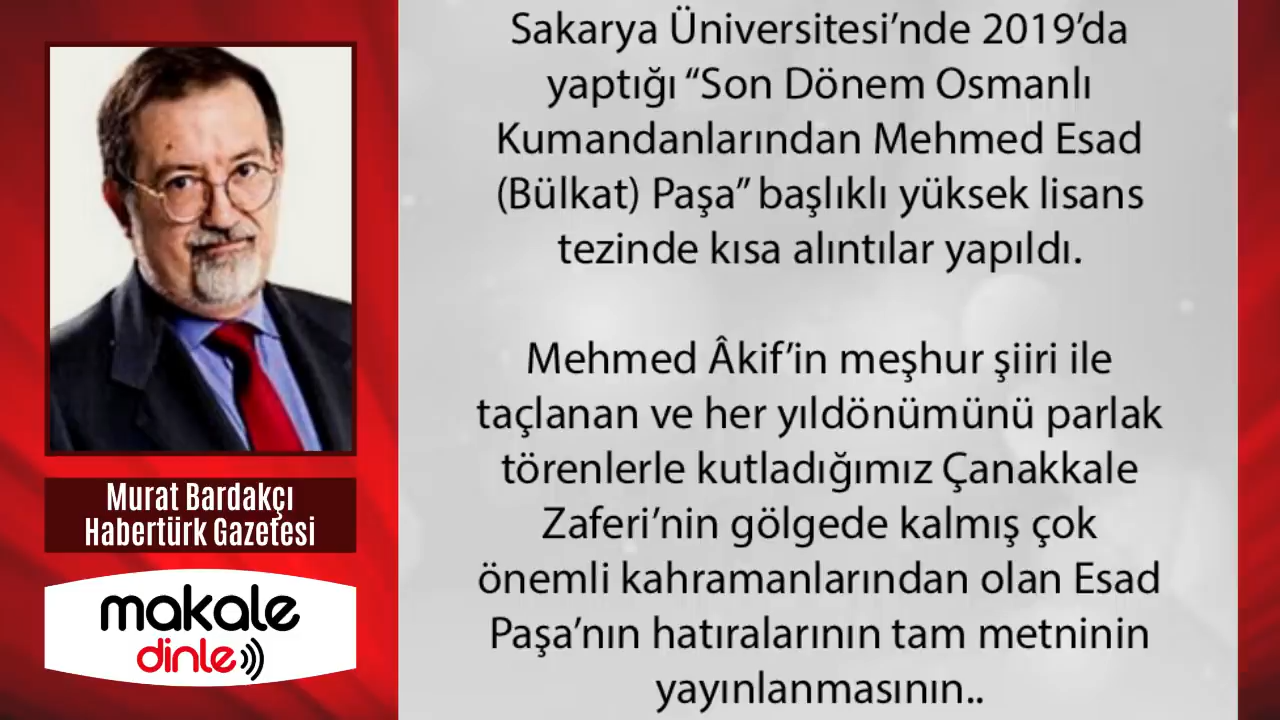 Sakarya Üniversitesi’nde 2019’da
yaptığı “Son Dönem Osmanlı
Kumandanlarından Mehmed Esad
(Bülkat) Paşa” başlıklı yüksek lisans
tezinde kısa alıntılar yapıldı.
Mehmed Âkif’in meşhur şiiri ile
taçlanan ve her yıldönümünü parlak
törenlerle kutladığımız Çanakkale
Zaferi’nin gölgede kalmış çok
önemli kahramanlarından olan Esad
Paşa’nın hatıralarının tam metninin
yayınlanmasının..
Murat Bardakçı
Habertürk Gazetesi
makale
dinle